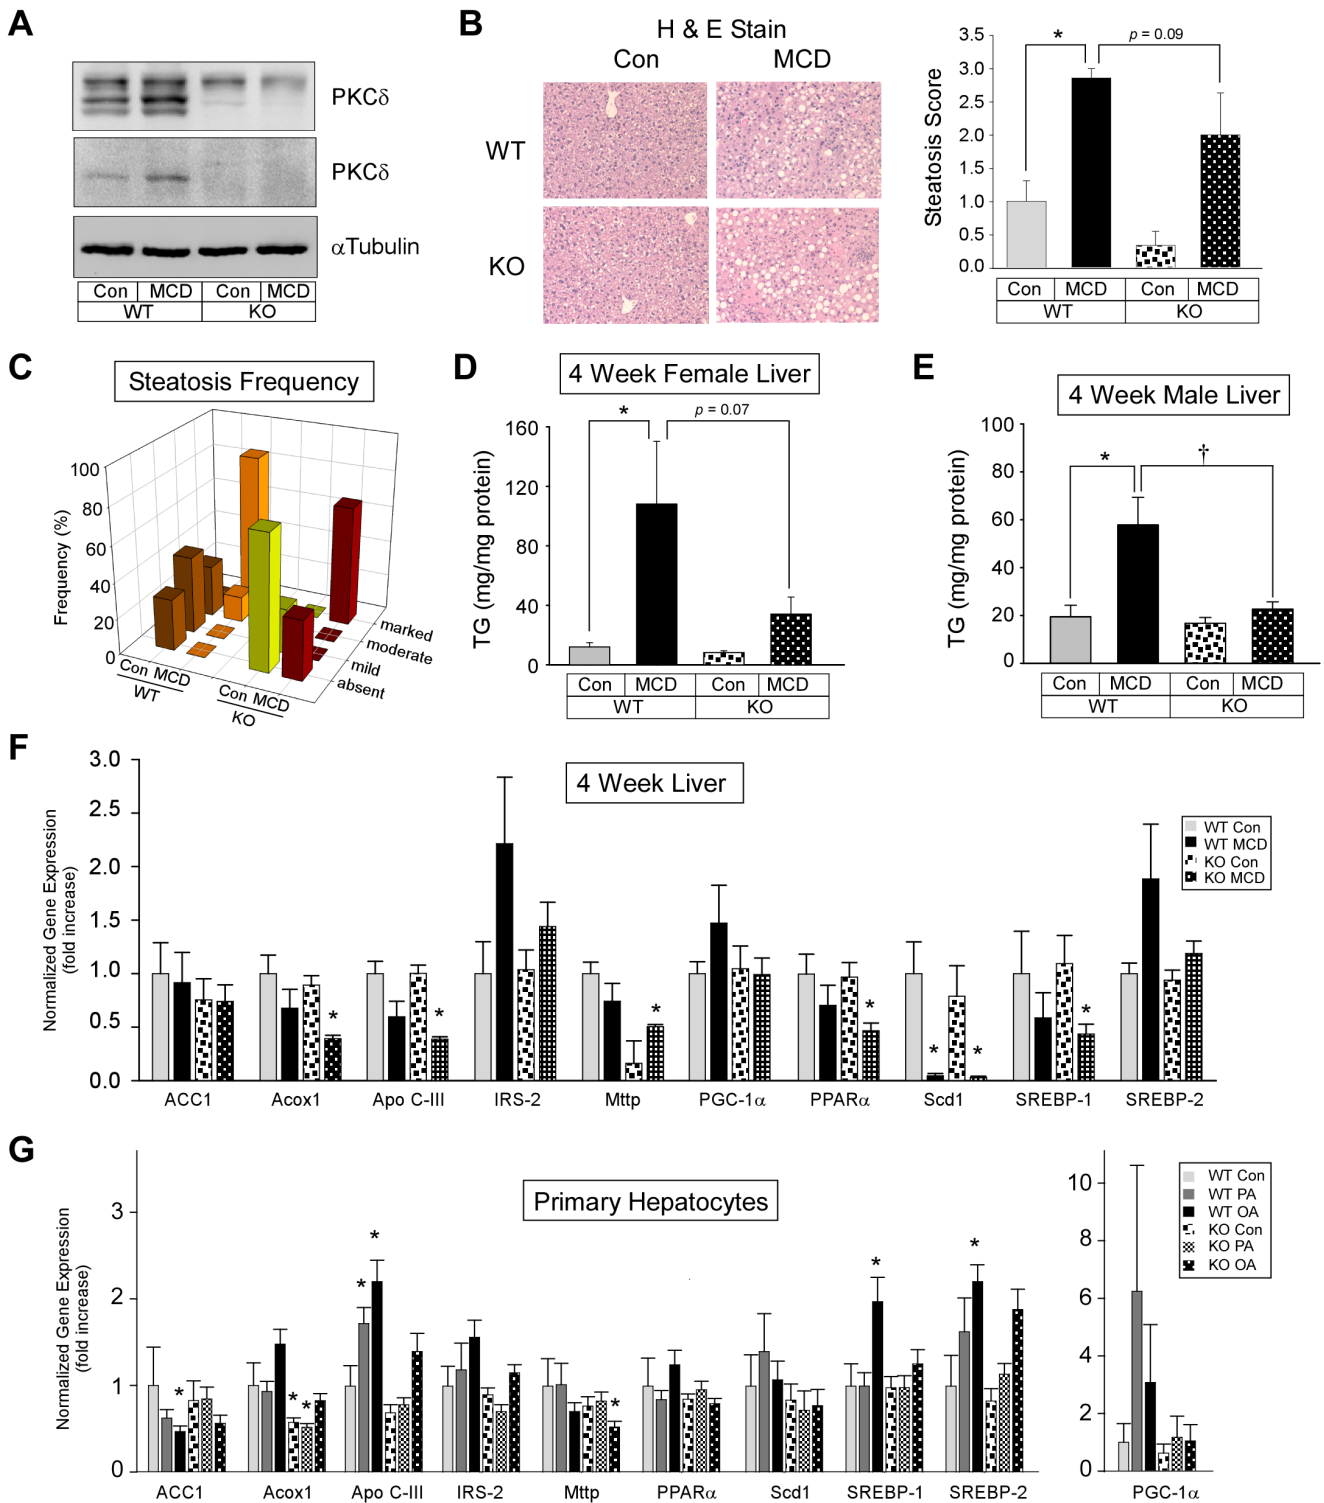 A
PKCδ
PKCδ
αTubulin
Con MCD Con MCD
WT KO
B
H & E Stain
Con MCD
WT
KO
Steatosis Score
3.5
3.0
2.5
2.0
1.5
1.0
0.5
0.0
*
p = 0.09
Con MCD Con MCD
WT KO
C
Steatosis Frequency
Frequency (%)
100
80
60
40
20
0
Con MCD
WT
Con MCD
KO
marked
moderate
mild
absent
D
4 Week Female Liver
TG (mg/mg protein)
160
120
80
40
0
*
p = 0.07
Con MCD Con MCD
WT KO
E
4 Week Male Liver
TG (mg/mg protein)
100
80
60
40
20
0
*
†
Con MCD Con MCD
WT KO
F
4 Week Liver
Normalized Gene Expression
(fold increase)
3.0
2.5
2.0
1.5
1.0
0.5
0.0
* * * * * * *
WT Con
WT MCD
KO Con
KO MCD
ACC1 Acox1 Apo C-III IRS-2 Mttp PGC-1α PPARα Scd1 SREBP-1 SREBP-2
G
Primary Hepatocytes
Normalized Gene Expression
(fold increase)
3
2
1
0
* * * * * * * *
ACC1 Acox1 Apo C-III IRS-2 Mttp PPARα Scd1 SREBP-1 SREBP-2
10
8
6
4
2
0
PGC-1α
WT Con
WT PA
WT OA
KO Con
KO PA
KO OA